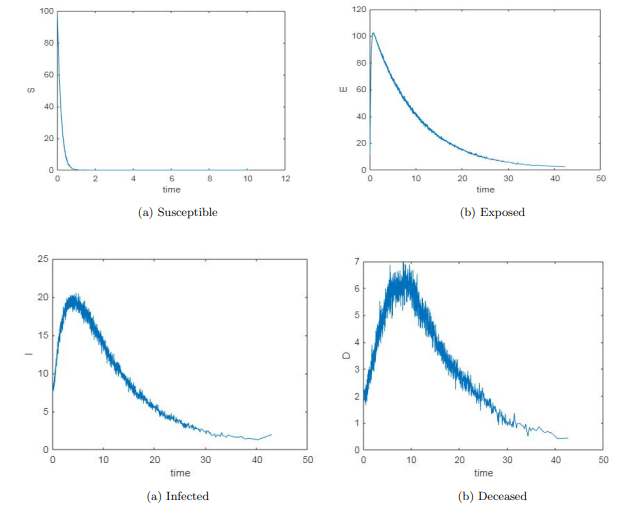 100
80
60
40
20
0
S
0 2 4 6 8 10 12
time
(a) Susceptible
120
100
80
60
40
20
0
E
0 10 20 30 40 50
time
(b) Exposed
25
20
15
10
5
0
I
0 10 20 30 40 50
time
(a) Infected
7
6
5
4
3
2
1
0
D
0 10 20 30 40 50
time
(b) Deceased